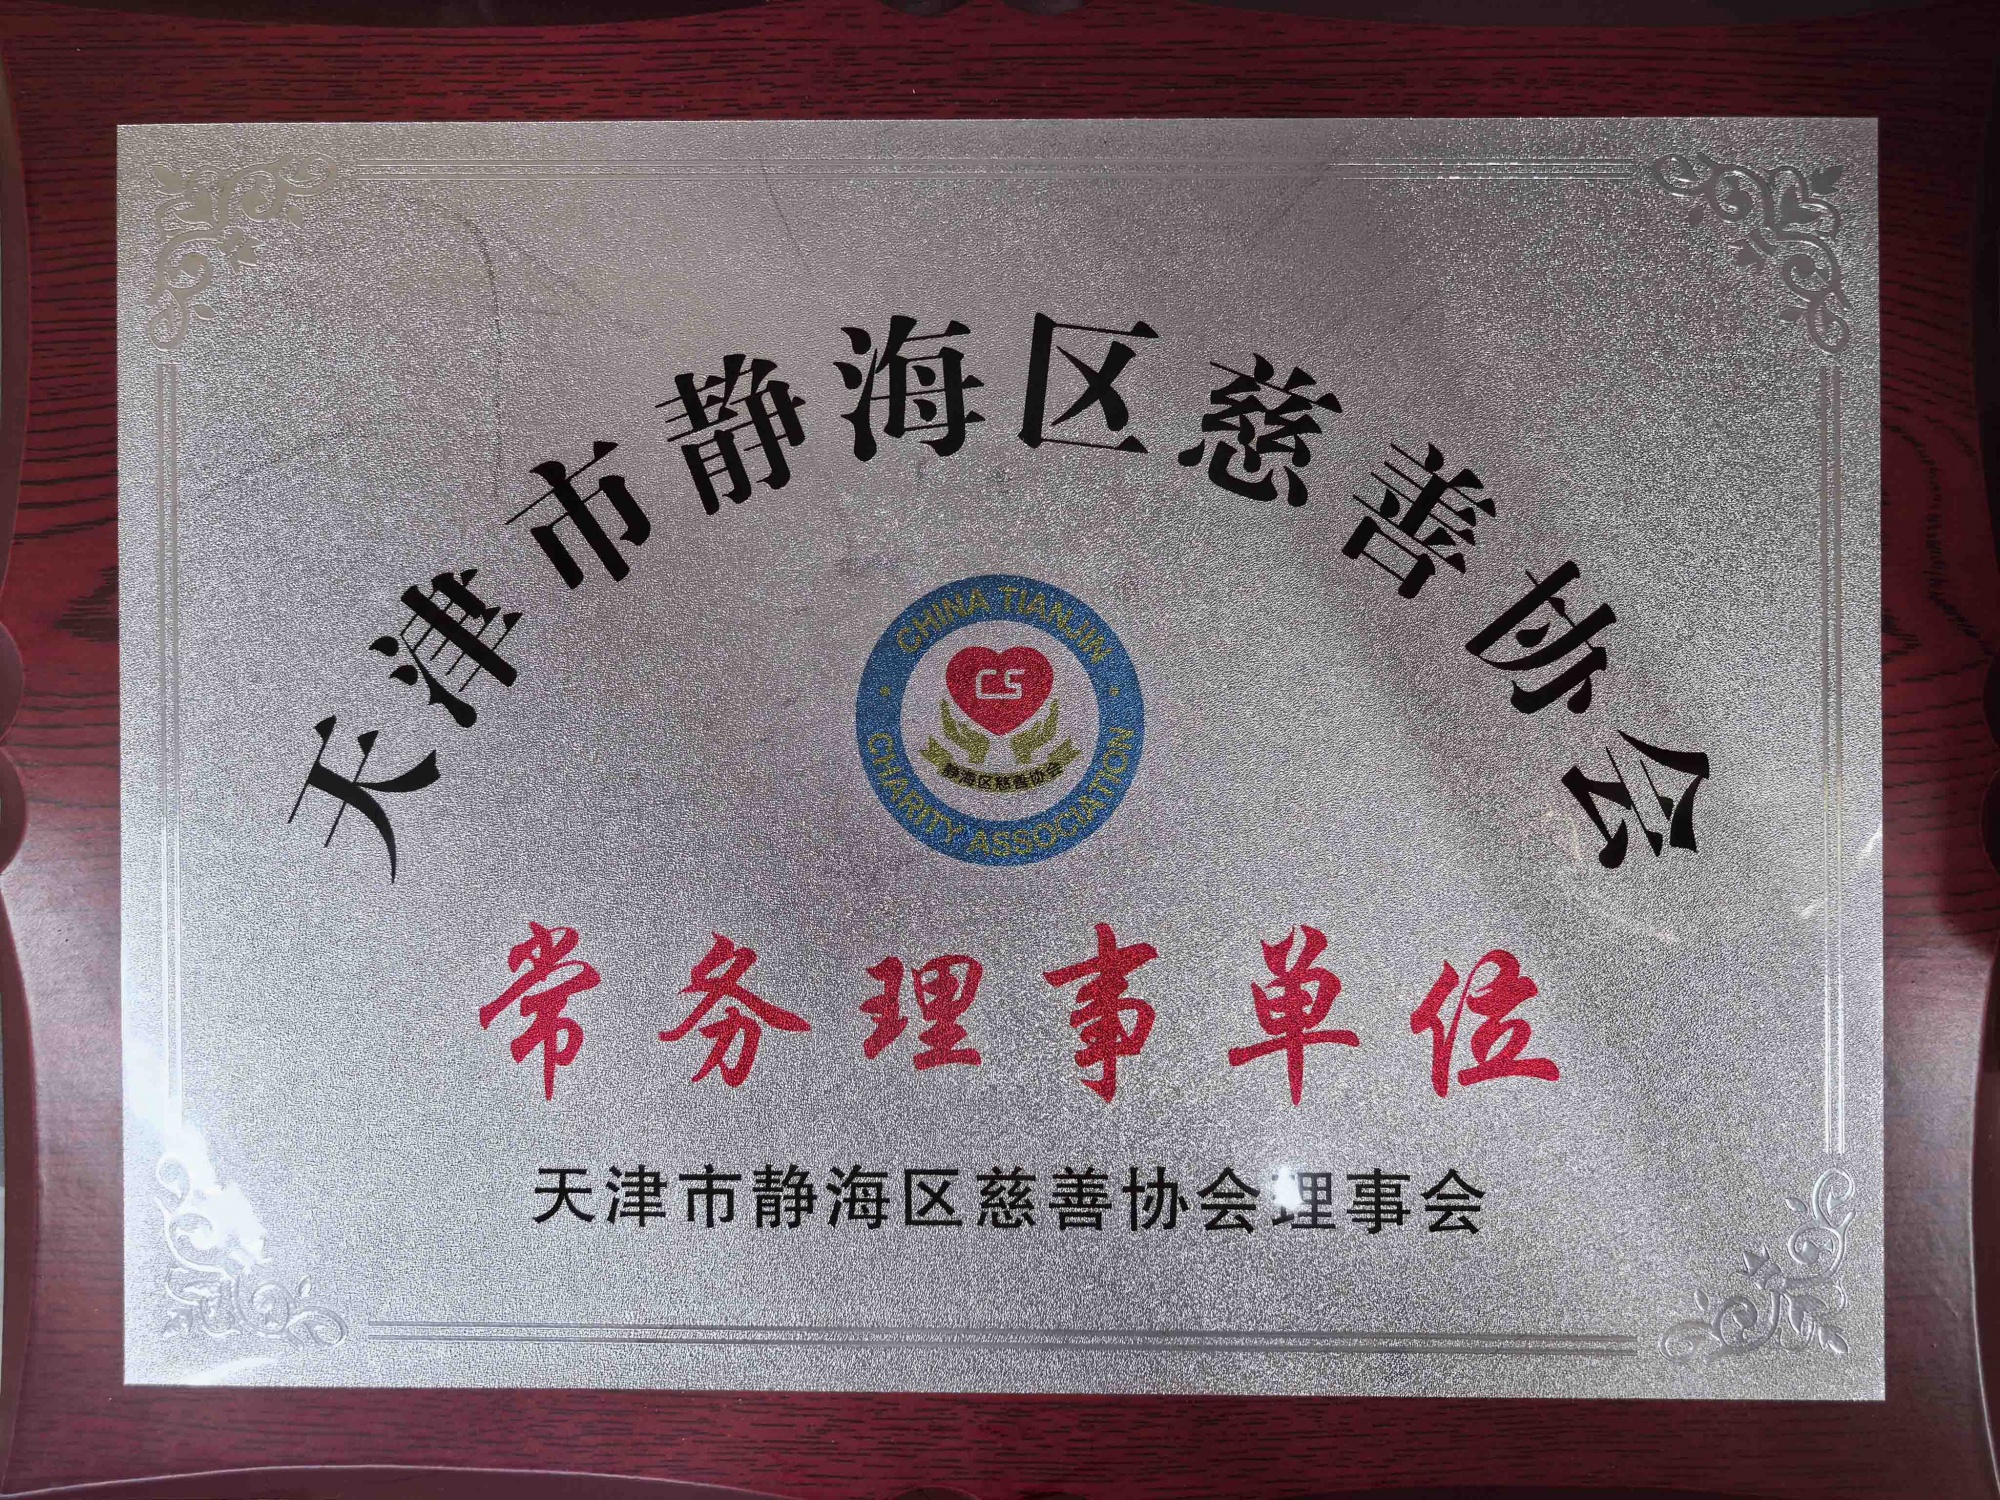 天津市静海区慈善协会
CHINA TIANJIN
CS
静海区慈善协会
CHARITY ASSOCIATION
常务理事单位
天津市静海区慈善协会理事会